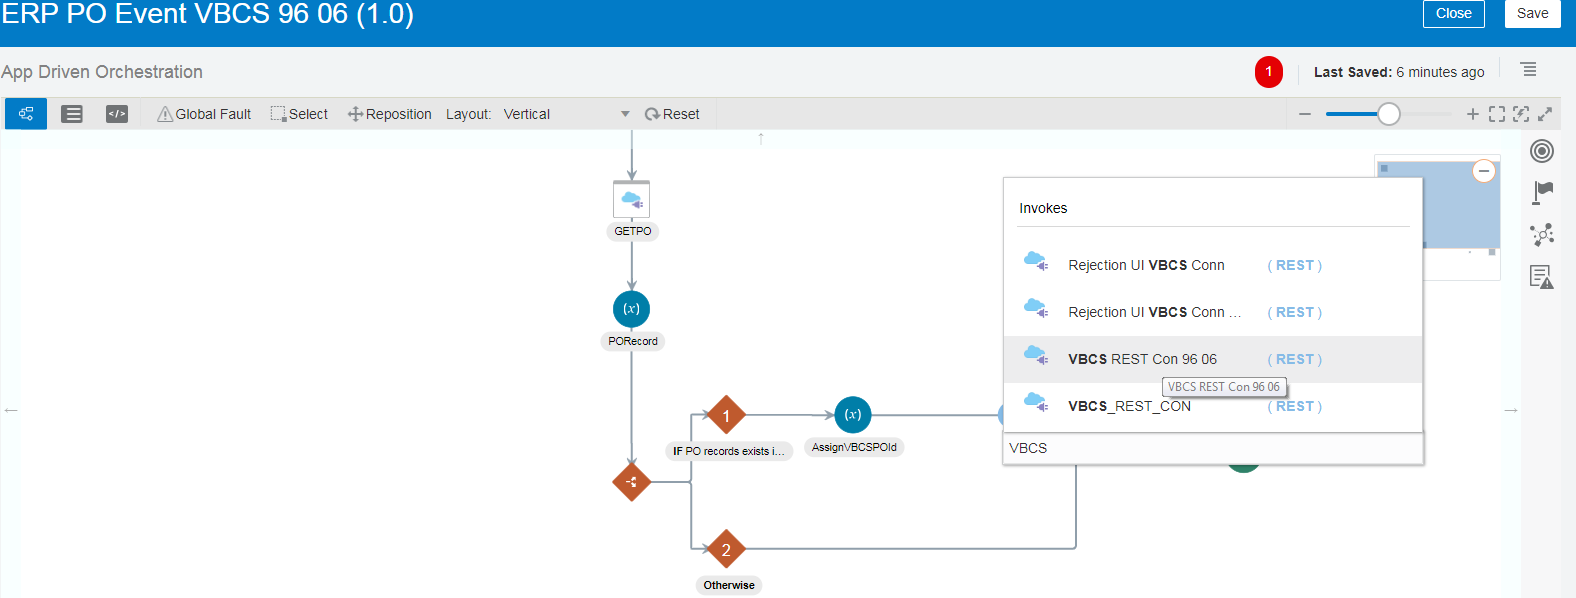 ERP PO Event VBCS 96 06 (1.0)
Close
Save
App Driven Orchestration
1
Last Saved: 6 minutes ago
</>
Global Fault
Select
Reposition
Layout:
Vertical
Reset
GETPO
Invokes
Rejection UI VBCS Conn
( REST )
Rejection UI VBCS Conn ...
( REST )
VBCS REST Con 96 06
( REST )
VBCS REST Con 96 06
VBCS_REST_CON
( REST )
VBCS
(x)
PORecord
1
IF PO records exists i...
(x)
AssignVBCSPOId
2
Otherwise